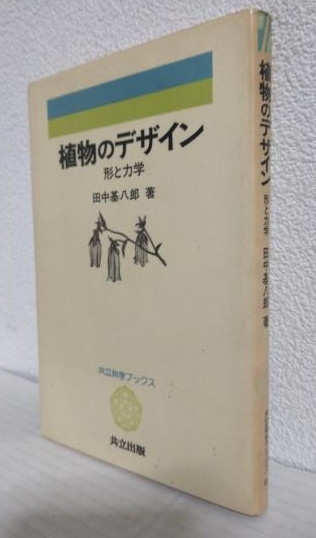 植物のデザイン
形と力学
田中基八郎 著
共立科学ブックス
共立出版
植物のデザイン 形と力学 田中基八郎 著